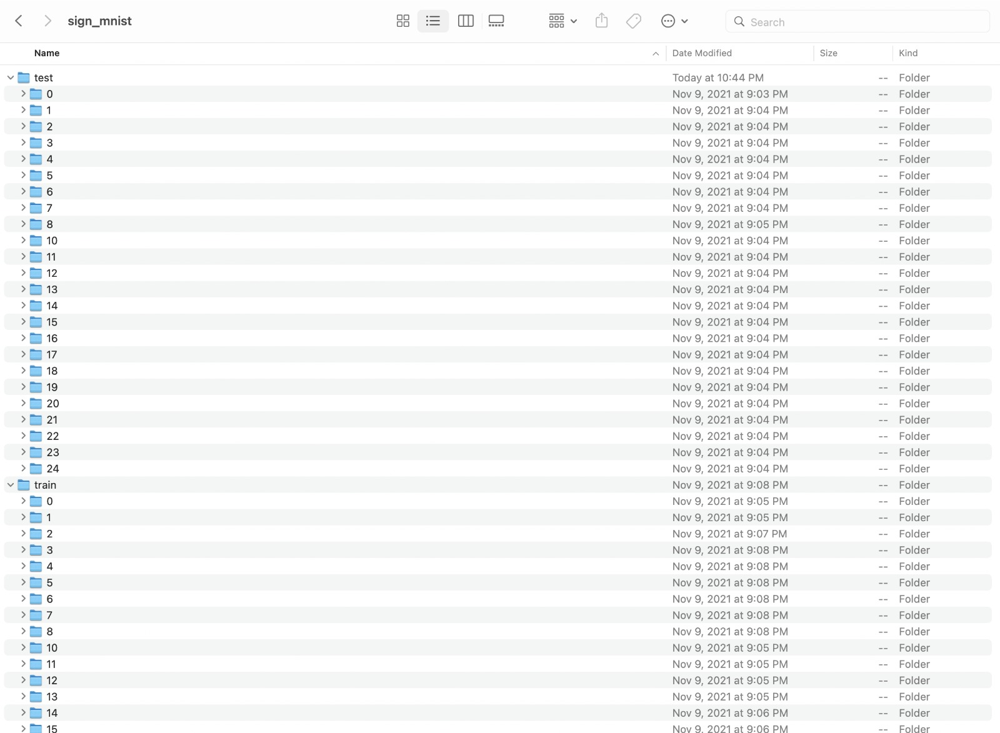 sign_mnist Search
Name Date Modified Size Kind
test Today at 10:44 PM -- Folder
0 Nov 9, 2021 at 9:03 PM -- Folder
1 Nov 9, 2021 at 9:04 PM -- Folder
2 Nov 9, 2021 at 9:04 PM -- Folder
3 Nov 9, 2021 at 9:04 PM -- Folder
4 Nov 9, 2021 at 9:04 PM -- Folder
5 Nov 9, 2021 at 9:04 PM -- Folder
6 Nov 9, 2021 at 9:04 PM -- Folder
7 Nov 9, 2021 at 9:04 PM -- Folder
8 Nov 9, 2021 at 9:05 PM -- Folder
10 Nov 9, 2021 at 9:04 PM -- Folder
11 Nov 9, 2021 at 9:04 PM -- Folder
12 Nov 9, 2021 at 9:04 PM -- Folder
13 Nov 9, 2021 at 9:04 PM -- Folder
14 Nov 9, 2021 at 9:04 PM -- Folder
15 Nov 9, 2021 at 9:04 PM -- Folder
16 Nov 9, 2021 at 9:04 PM -- Folder
17 Nov 9, 2021 at 9:04 PM -- Folder
18 Nov 9, 2021 at 9:04 PM -- Folder
19 Nov 9, 2021 at 9:04 PM -- Folder
20 Nov 9, 2021 at 9:04 PM -- Folder
21 Nov 9, 2021 at 9:04 PM -- Folder
22 Nov 9, 2021 at 9:04 PM -- Folder
23 Nov 9, 2021 at 9:04 PM -- Folder
24 Nov 9, 2021 at 9:04 PM -- Folder
train Nov 9, 2021 at 9:08 PM -- Folder
0 Nov 9, 2021 at 9:05 PM -- Folder
1 Nov 9, 2021 at 9:05 PM -- Folder
2 Nov 9, 2021 at 9:07 PM -- Folder
3 Nov 9, 2021 at 9:08 PM -- Folder
4 Nov 9, 2021 at 9:08 PM -- Folder
5 Nov 9, 2021 at 9:08 PM -- Folder
6 Nov 9, 2021 at 9:08 PM -- Folder
7 Nov 9, 2021 at 9:08 PM -- Folder
8 Nov 9, 2021 at 9:08 PM -- Folder
10 Nov 9, 2021 at 9:05 PM -- Folder
11 Nov 9, 2021 at 9:05 PM -- Folder
12 Nov 9, 2021 at 9:05 PM -- Folder
13 Nov 9, 2021 at 9:05 PM -- Folder
14 Nov 9, 2021 at 9:06 PM -- Folder
15 Nov 9, 2021 at 9:06 PM -- Folder